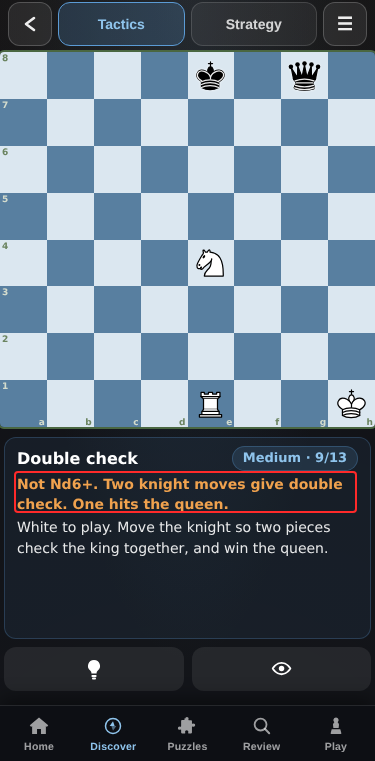 Tactics
Strategy
8
7
6
5
4
3
2
1
a
b
c
d
e
f
g
h
Double check
Medium · 9/13
Not Nd6+. Two knight moves give double
check. One hits the queen.
White to play. Move the knight so two pieces
check the king together, and win the queen.
Home
Discover
Puzzles
Review
Play